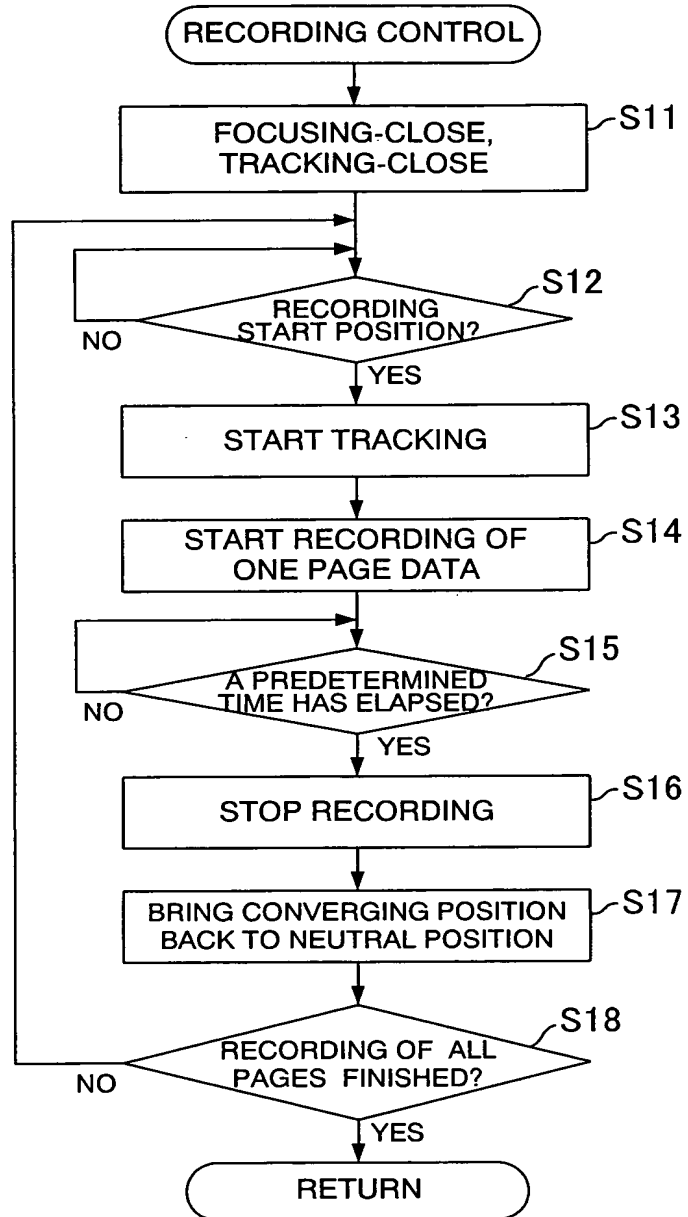 RECORDING CONTROL
S11
FOCUSING-CLOSE,
TRACKING-CLOSE
S12
RECORDING
START POSITION?
NO
YES
S13
START TRACKING
S14
START RECORDING OF
ONE PAGE DATA
S15
A PREDETERMINED
TIME HAS ELAPSED?
NO
YES
S16
STOP RECORDING
S17
BRING CONVERGING POSITION
BACK TO NEUTRAL POSITION
S18
RECORDING OF ALL
PAGES FINISHED?
NO
YES
RETURN